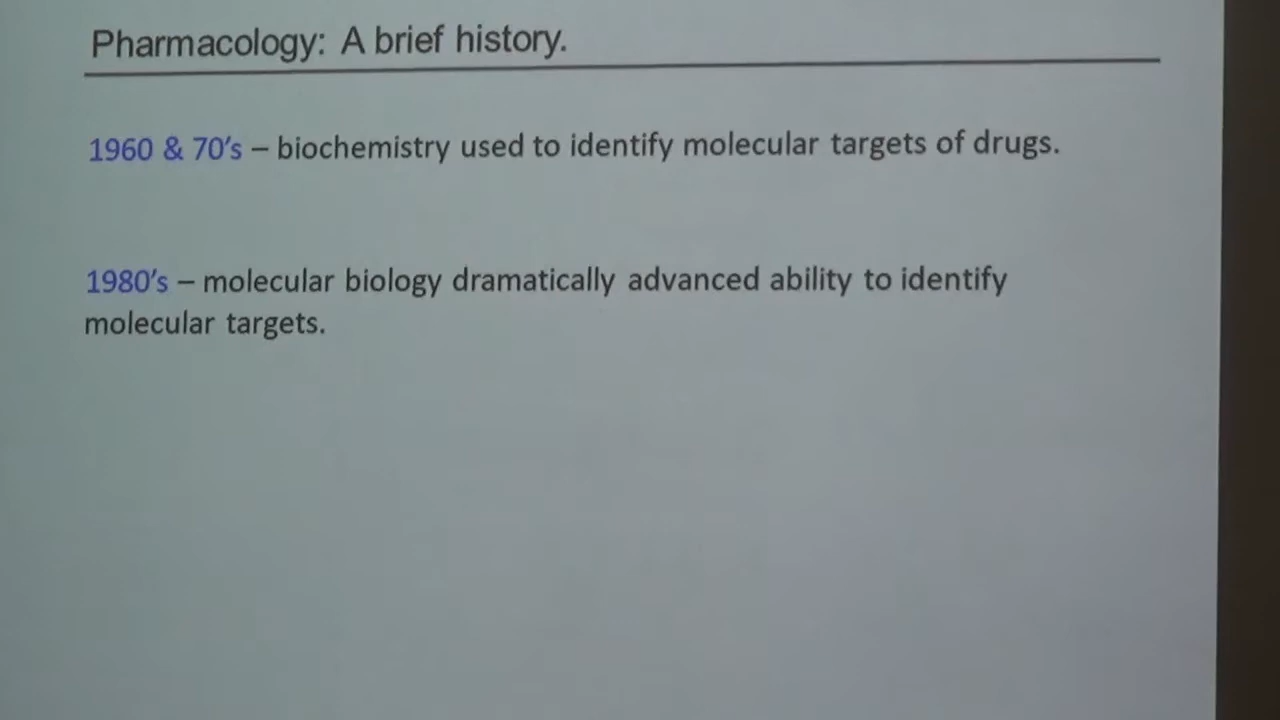 Pharmacology: A brief history.
1960 & 70's – biochemistry used to identify molecular targets of drugs.
1980's – molecular biology dramatically advanced ability to identify
molecular targets.